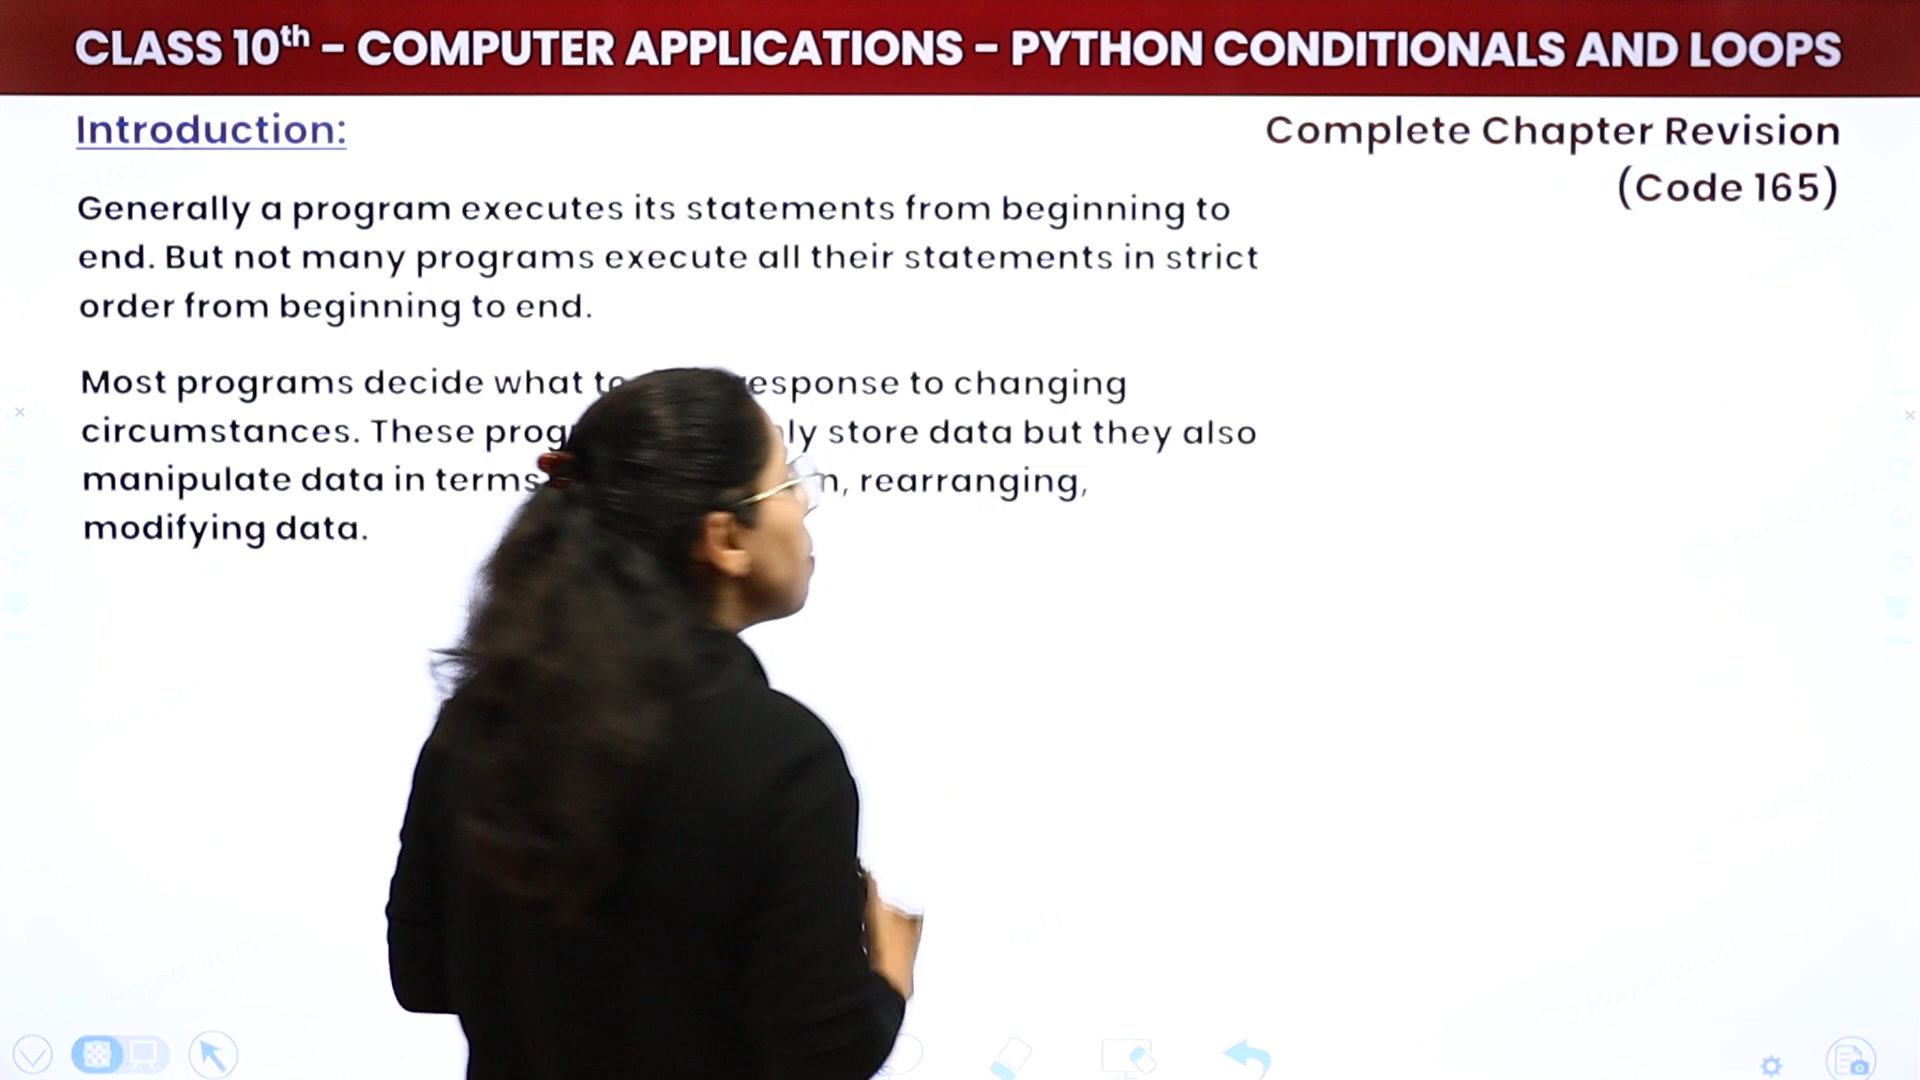 CLASS 10th – COMPUTER APPLICATIONS – PYTHON CONDITIONALS AND LOOPS
Introduction:
Complete Chapter Revision
(Code 165)
Generally a program executes its statements from beginning to
end. But not many programs execute all their statements in strict
order from beginning to end.
Most programs decide what to response to changing
circumstances. These store data but they also
manipulate data in terms rearranging,
modifying data.